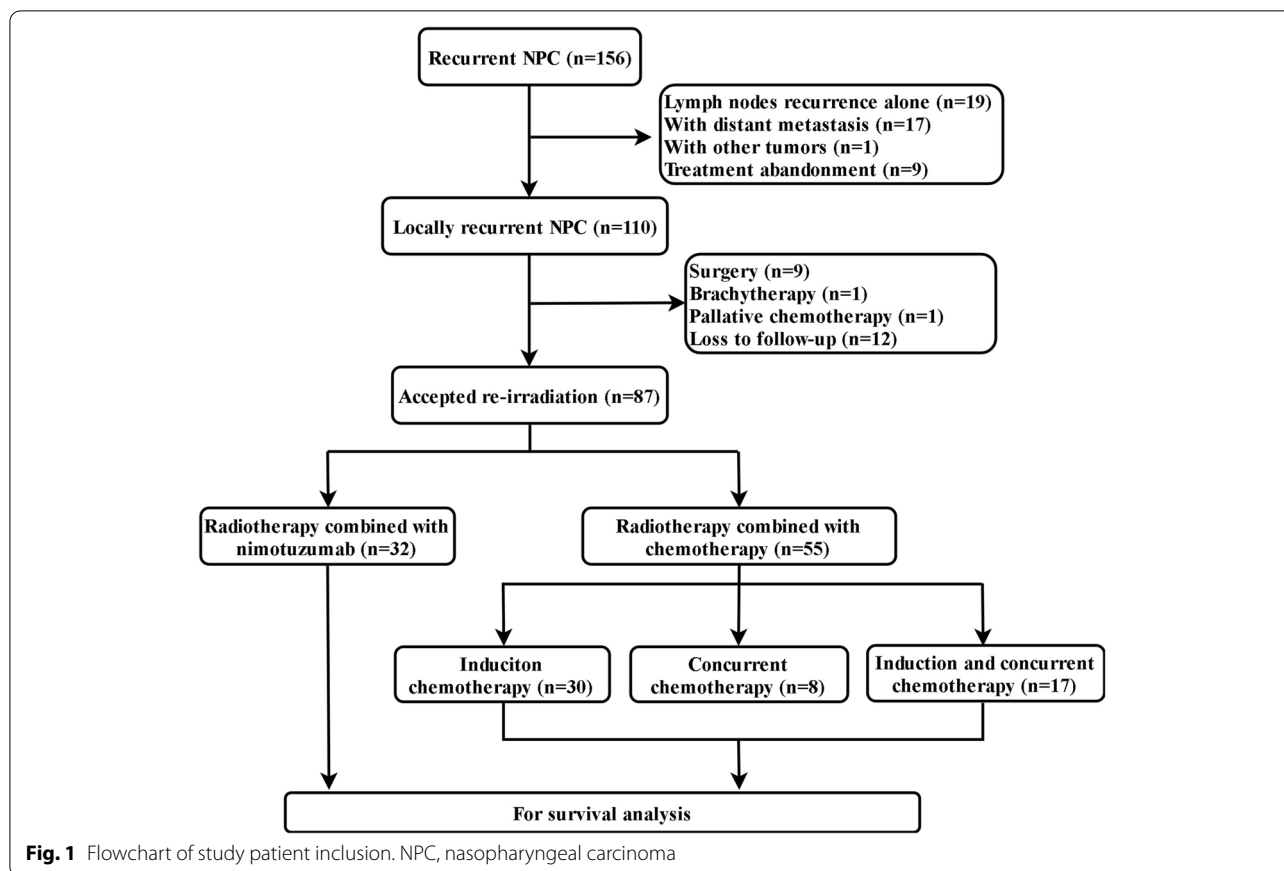 Recurrent NPC (n=156)
Lymph nodes recurrence alone (n=19)
With distant metastasis (n=17)
With other tumors (n=1)
Treatment abandonment (n=9)
Locally recurrent NPC (n=110)
Surgery (n=9)
Brachytherapy (n=1)
Pallative chemotherapy (n=1)
Loss to follow-up (n=12)
Accepted re-irradiation (n=87)
Radiotherapy combined with
nimotuzumab (n=32)
Radiotherapy combined with
chemotherapy (n=55)
Induciton
chemotherapy (n=30)
Concurrent
chemotherapy (n=8)
Induction and concurrent
chemotherapy (n=17)
For survival analysis
Fig. 1 Flowchart of study patient inclusion. NPC, nasopharyngeal carcinoma